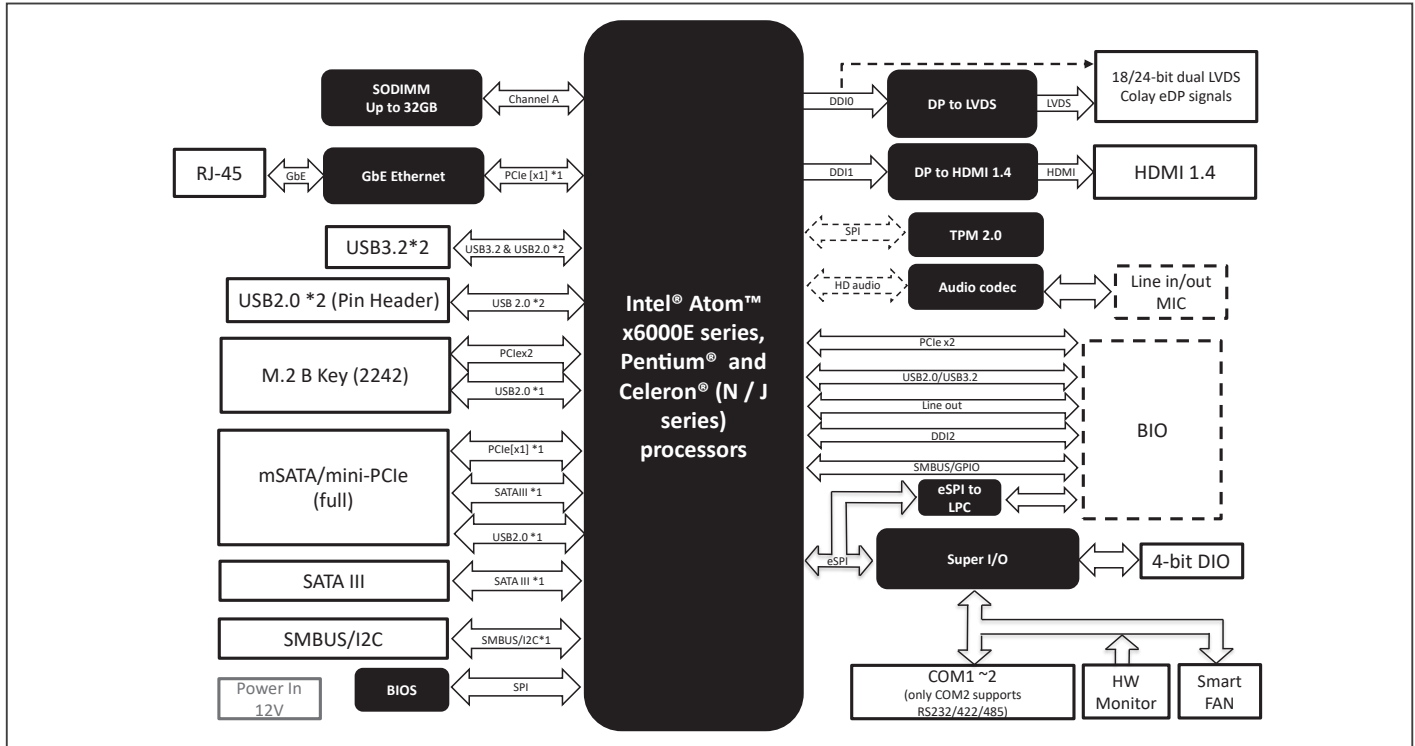 SODIMM
Up to 32GB
Channel A
RJ-45
GbE
GbE Ethernet
PCIe [x1] *1
USB3.2*2
USB3.2 & USB2.0 *2
USB2.0 *2 (Pin Header)
USB 2.0 *2
M.2 B Key (2242)
PCIex2
USB2.0 *1
mSATA/mini-PCIe
(full)
PCIe[x1] *1
SATAIII *1
USB2.0 *1
SATA III
SATA III *1
SMBUS/I2C
SMBUS/I2C*1
Power In
12V
BIOS
SPI
Intel® Atom™
x6000E series,
Pentium® and
Celeron® (N / J
series)
processors
DDI0
DP to LVDS
LVDS
18/24-bit dual LVDS
Colay eDP signals
DDI1
DP to HDMI 1.4
HDMI
HDMI 1.4
SPI
TPM 2.0
HD audio
Audio codec
Line in/out
MIC
PCIe x2
USB2.0/USB3.2
Line out
DDI2
SMBUS/GPIO
BIO
eSPI to
LPC
eSPI
Super I/O
4-bit DIO
COM1 ~2
(only COM2 supports
RS232/422/485)
HW
Monitor
Smart
FAN